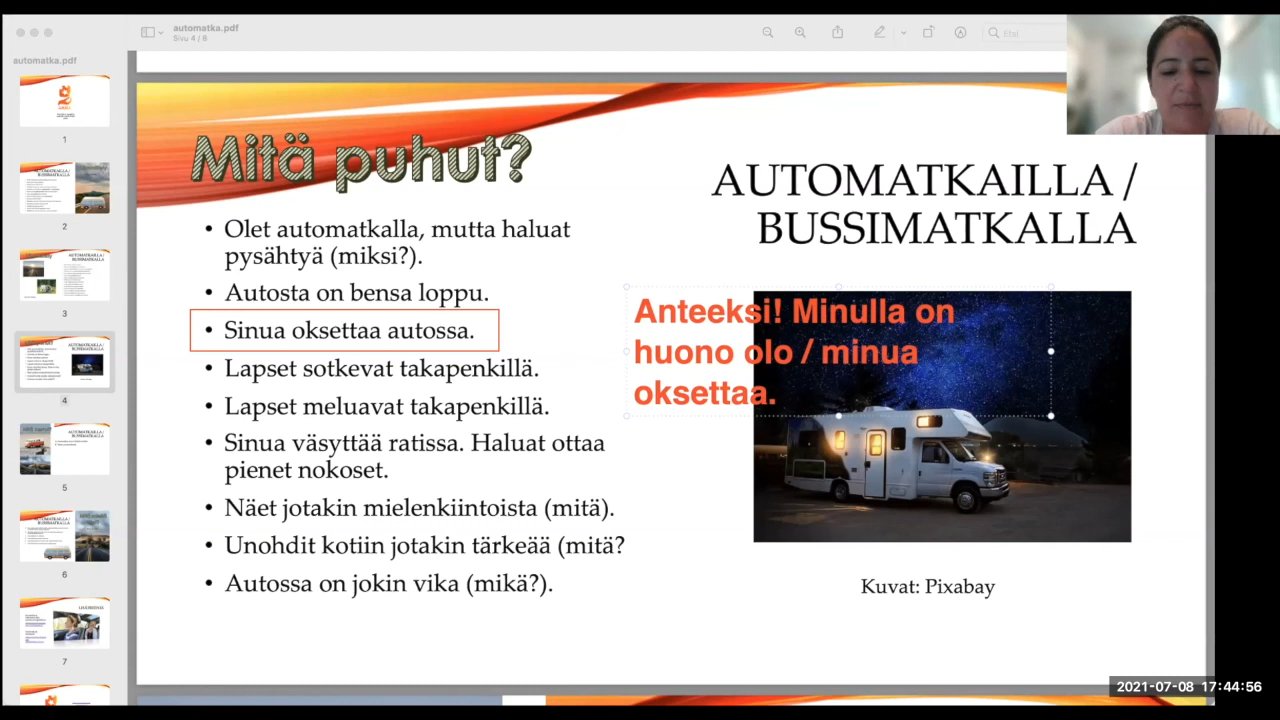 automatka.pdf
Sivu 4 / 8
Etsi
automatka.pdf
1
2
3
4
5
6
7
Mitä puhut?
AUTOMATKAILLA /
BUSSIMATKALLA
• Olet automatkalla, mutta haluat
pysähtyä (miksi?).
• Autosta on bensa loppu.
• Sinua oksettaa autossa.
• Lapset sotkevat takapenkillä.
• Lapset meluavat takapenkillä.
• Sinua väsyttää ratissa. Haluat ottaa
pienet nokoset.
• Näet jotakin mielenkiintoista (mitä).
• Unohdit kotiin jotakin tärkeää (mitä?
• Autossa on jokin vika (mikä?).
Anteeksi! Minulla on
huono olo / minua
oksettaa.
Kuvat: Pixabay
2021-07-08 17:44:56